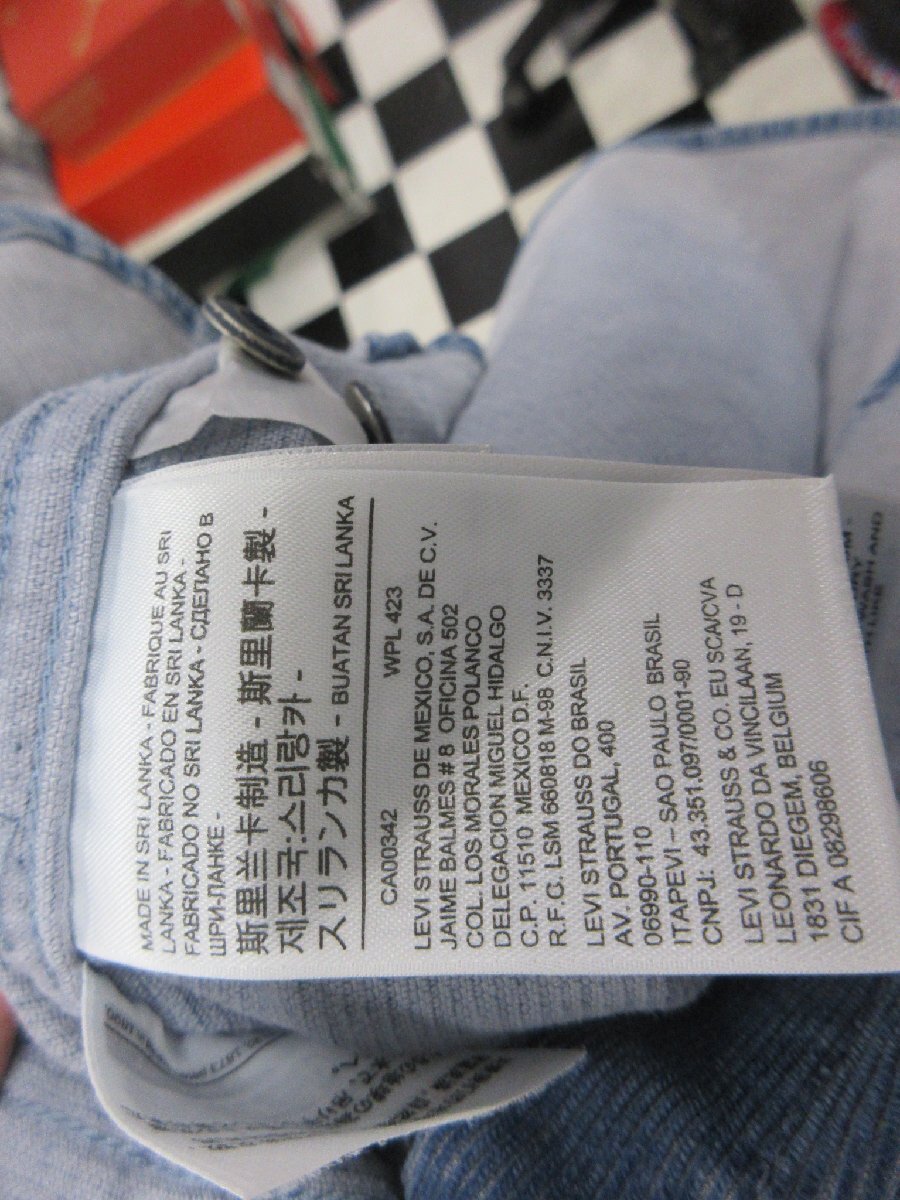 MADE IN SRI LANKA - FABRIQUE AU SRI
LANKA - FABRICADO EN SRI LANKA -
FABRICADO NO SRI LANKA - СДЕЛАНО В
ШРИ-ЛАНКЕ -
斯里兰卡制造 - 斯里蘭卡製 -
제조국:스리랑카 -
スリランカ製 - BUATAN SRI LANKA
CA00342 WPL 423
LEVI STRAUSS DE MEXICO, S.A. DE C.V.
JAIME BALMES # 8 OFICINA 502
COL. LOS MORALES POLANCO
DELEGACION MIGUEL HIDALGO
C.P. 11510 MEXICO D.F.
R.F.C. LSM 660818 M-98 C.N.I.V. 3337
LEVI STRAUSS DO BRASIL
AV. PORTUGAL, 400
06990-110
ITAPEVI – SAO PAULO BRASIL
CNPJ: 43.351.097/0001-90
LEVI STRAUSS & CO. EU SCA/CVA
LEONARDO DA VINCILAAN, 19 - D
1831 DIEGEM, BELGIUM
CIF A 08298606
WASH AND